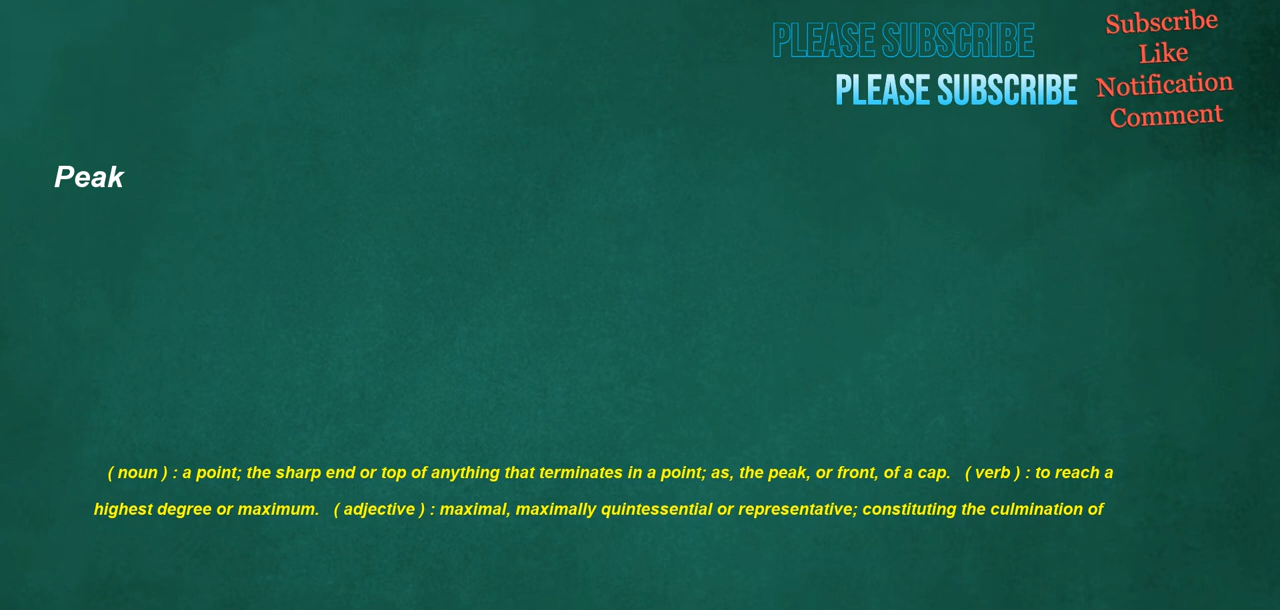 PLEASE SUBSCRIBE
PLEASE SUBSCRIBE
Subscribe
Like
Notification
Comment
Peak
( noun ) : a point; the sharp end or top of anything that terminates in a point; as, the peak, or front, of a cap. ( verb ) : to reach a
highest degree or maximum. ( adjective ) : maximal, maximally quintessential or representative; constituting the culmination of